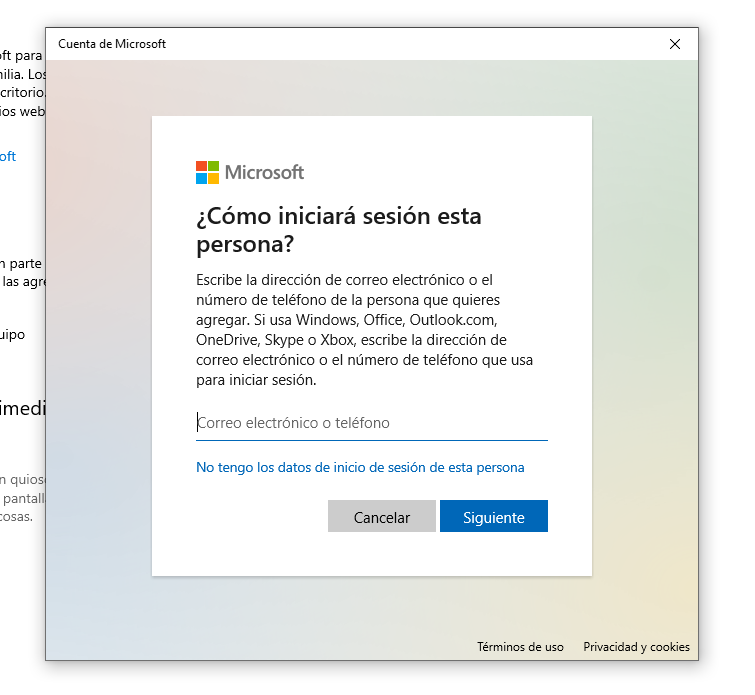 Cuenta de Microsoft
oft para
milia. Los
critorio.
ios web
oft
n parte
las agre
uipo
imedi
n quiosc
pantalla
cosas.
Microsoft
¿Cómo iniciará sesión esta
persona?
Escribe la dirección de correo electrónico o el
número de teléfono de la persona que quieres
agregar. Si usa Windows, Office, Outlook.com,
OneDrive, Skype o Xbox, escribe la dirección de
correo electrónico o el número de teléfono que usa
para iniciar sesión.
Correo electrónico o teléfono
No tengo los datos de inicio de sesión de esta persona
Cancelar
Siguiente
Términos de uso
Privacidad y cookies